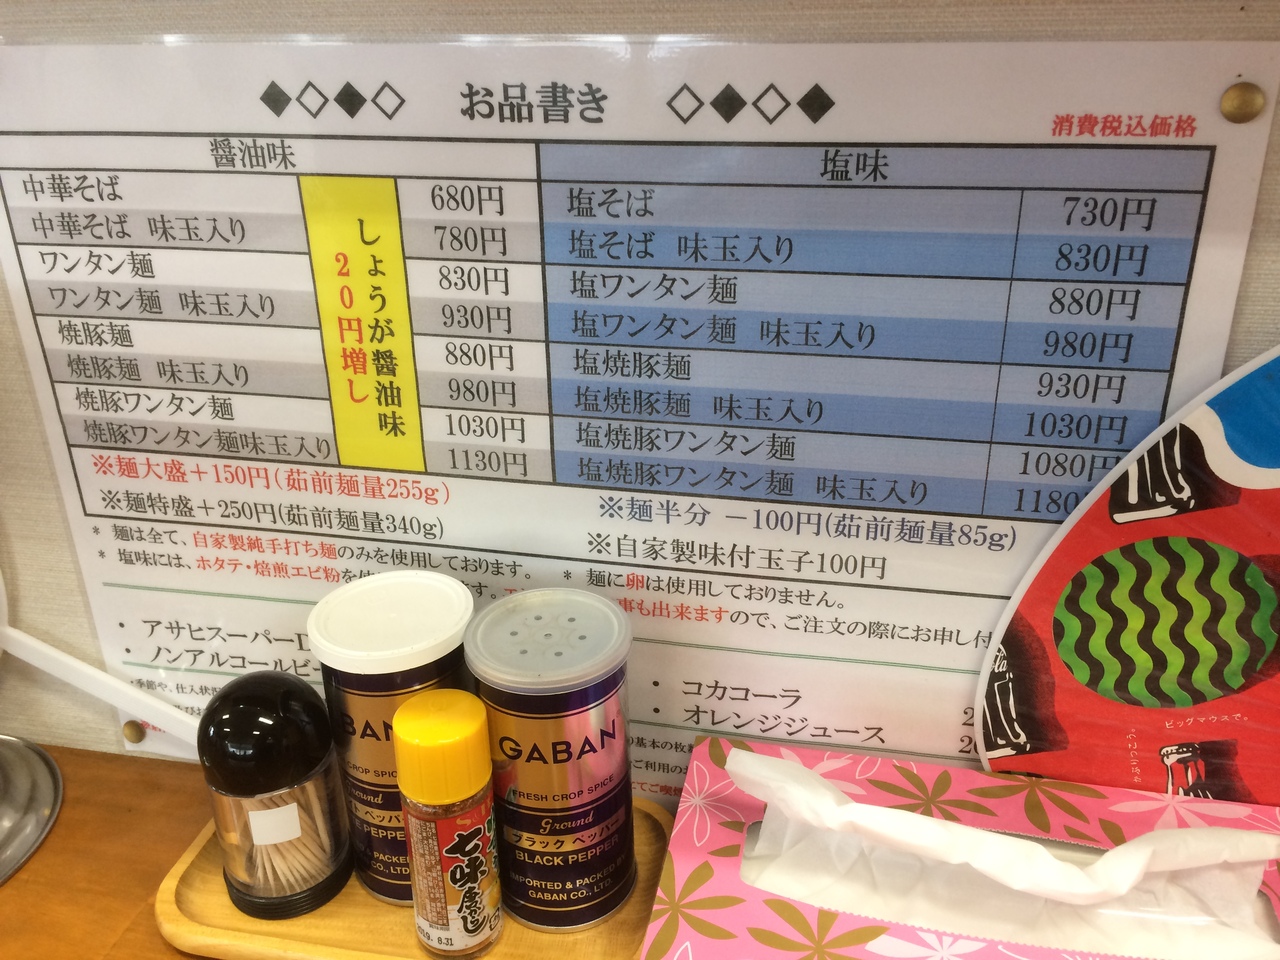 ◆◇◆◇ お品書き ◇◆◇◆
消費税込価格
醤油味
中華そば 680円
中華そば 味玉入り 780円
ワンタン麺 830円
ワンタン麺 味玉入り 930円
焼豚麺 880円
焼豚麺 味玉入り 980円
焼豚ワンタン麺 1030円
焼豚ワンタン麺味玉入り 1130円
しょうが醤油味
20円増し
塩味
塩そば 730円
塩そば 味玉入り 830円
塩ワンタン麺 880円
塩ワンタン麺 味玉入り 980円
塩焼豚麺 930円
塩焼豚麺 味玉入り 1030円
塩焼豚ワンタン麺 1080円
塩焼豚ワンタン麺 味玉入り 1180
※麺大盛+150円(茹前麺量255g)
※麺特盛+250円(茹前麺量340g)
※麺半分 -100円(茹前麺量85g)
※自家製味付玉子100円
* 麺は全て、自家製純手打ち麺のみを使用しております。
* 塩味には、ホタテ・焙煎エビ粉を使
* 麺に卵は使用しておりません。
事も出来ますので、ご注文の際にお申し付
・ アサヒスーパーD
・ ノンアルコールビー
・季節や、仕入状況
・ コカコーラ
・ オレンジジュース
GABAN
FRESH CROP SPICE
Ground
ブラック ペッパー
BLACK PEPPER
IMPORTED & PACKED BY
GABAN CO., LTD.
七味唐がらし
2019. 8.31
ビッグマウスで。